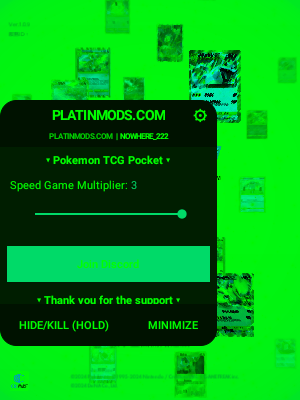 PLATINMODS.COM
PLATINMODS.COM | NOWHERE_222
▼ Pokemon TCG Pocket ▼
Speed Game Multiplier: 3
Join Discord
▼ Thank you for the support ▼
HIDE/KILL (HOLD) MINIMIZE